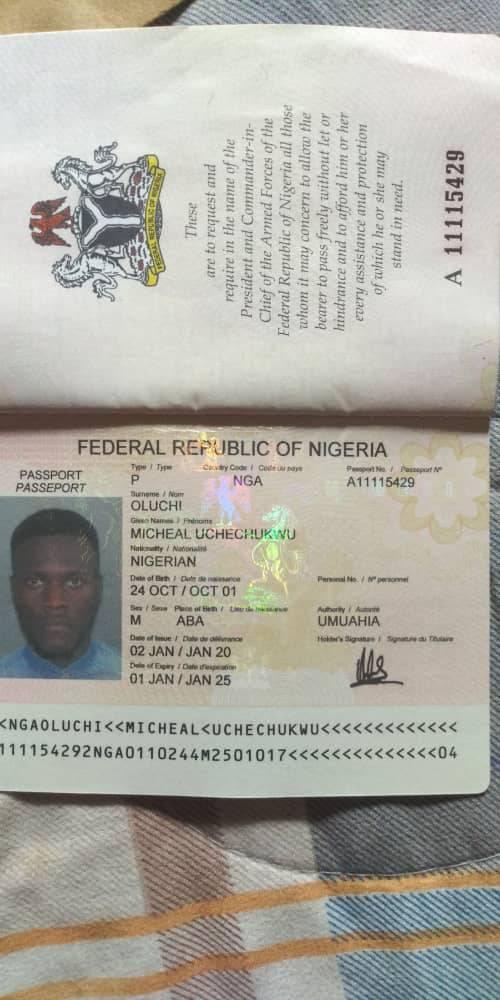 FEDERAL REPUBLIC OF NIGERIA
These
are to request and
require in the name of the
President and Commander-in-
Chief of the Armed Forces of the
Federal Republic of Nigeria all those
whom it may concern to allow the
bearer to pass freely without let or
hindrance and to afford him or her
every assistance and protection
of which he or she may
stand in need.
A 11115429
FEDERAL REPUBLIC OF NIGERIA
PASSPORT
PASSEPORT
Type / Type Country Code / Code du pays Passport No. / Passeport N°
P NGA A11115429
Surname / Nom
OLUCHI
Given Names / Prénoms
MICHEAL UCHECHUKWU
Nationality / Nationalité
NIGERIAN
Date of Birth / Date de naissance Personal No. / N° personnel
24 OCT / OCT 01
Sex / Sexe Place of Birth / Lieu de naissance Authority / Autorité
M ABA UMUAHIA
Date of Issue / Date de délivrance Holder's Signature / Signature du Titulaire
02 JAN / JAN 20
Date of Expiry / Date d'expiration
01 JAN / JAN 25
<NGAOLUCHI<<MICHEAL<UCHECHUKWU<<<<<<<<<<<<<<
111154292NGA0110244M2501017<<<<<<<<<<<<<<<04